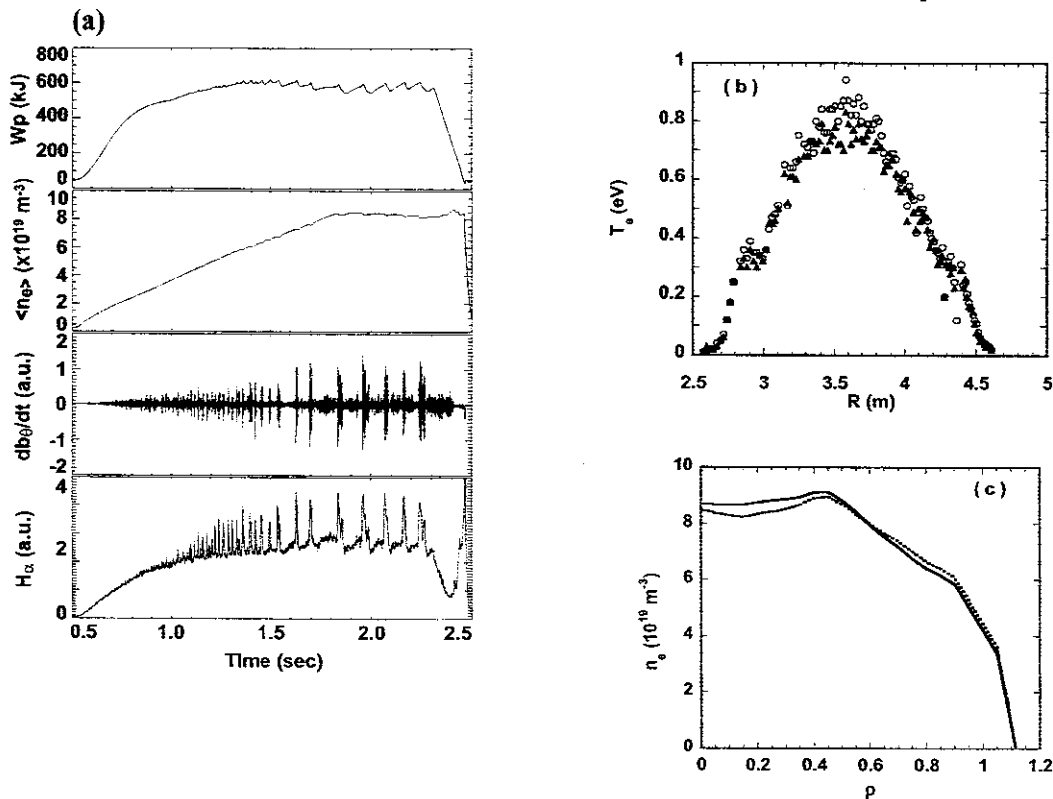 (a)
800
600
400
200
0
Wp (kJ)
10
8
6
4
2
0
<nₑ> (x10¹⁹ m⁻³)
2
1
0
-1
-2
dbθ/dt (a.u.)
4
2
0
Hα (a.u.)
0.5 1.0 1.5 2.0 2.5
Time (sec)
(b)
1
0.8
0.6
0.4
0.2
0
Tₑ (eV)
2.5 3 3.5 4 4.5 5
R (m)
(c)
10
8
6
4
2
0
nₑ (10¹⁹ m⁻³)
0 0.2 0.4 0.6 0.8 1 1.2
ρ